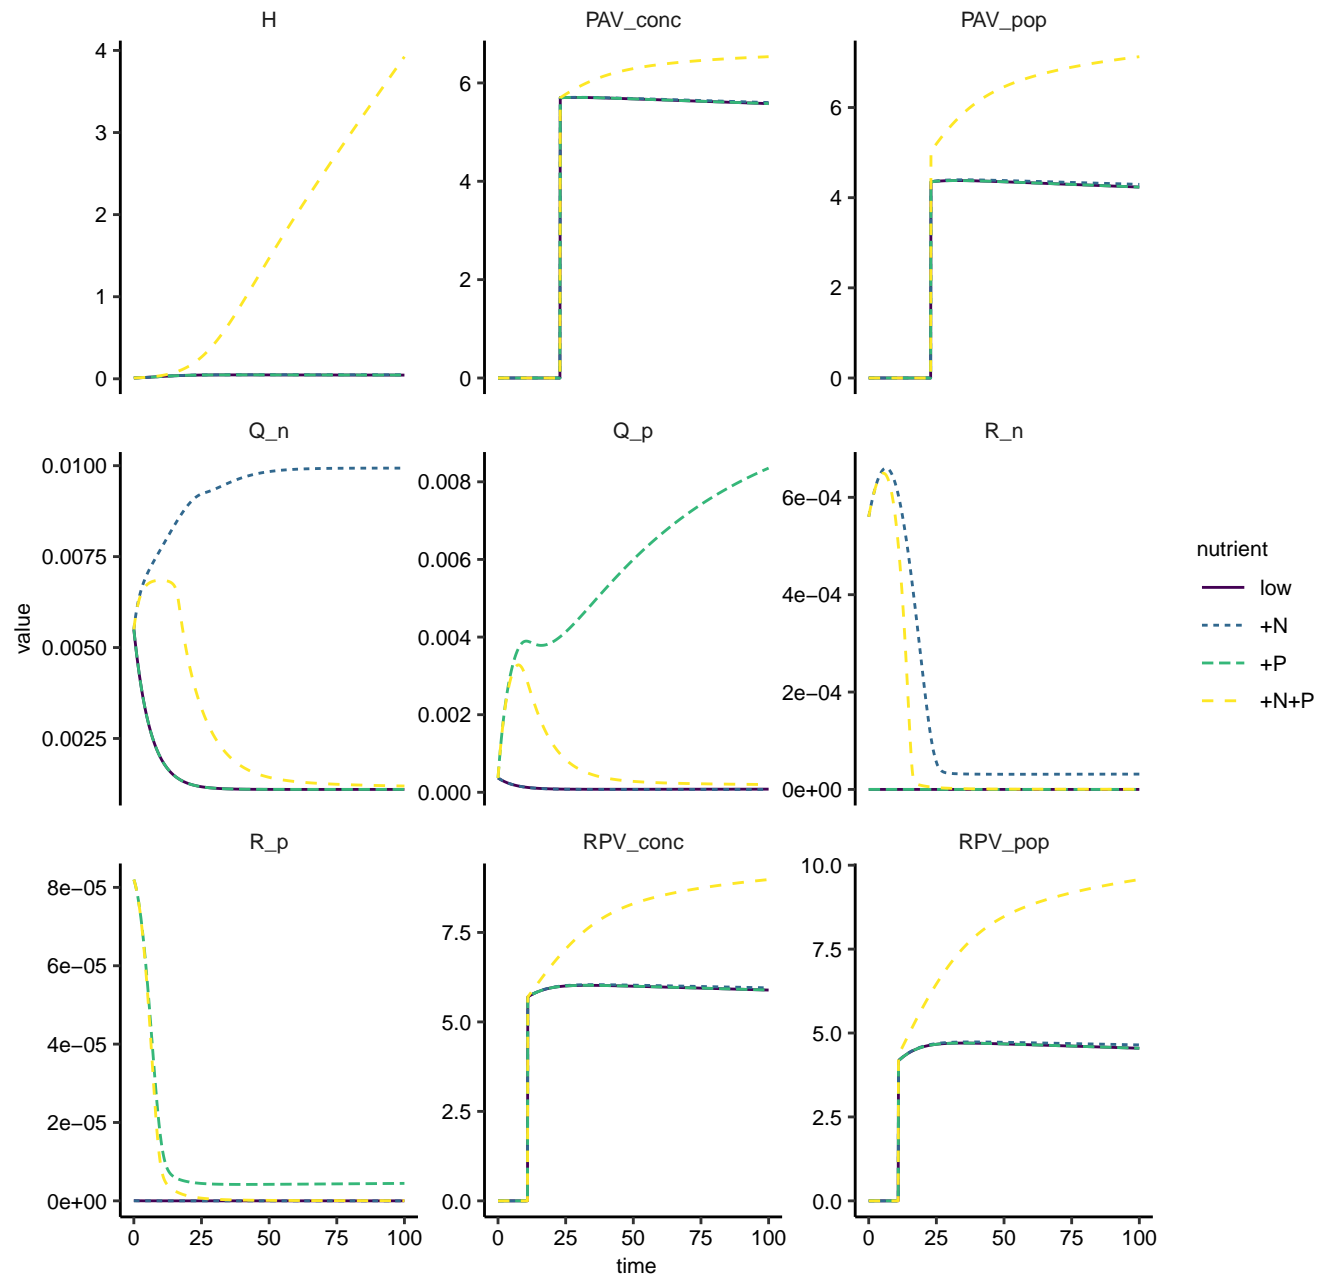 H
PAV_conc
PAV_pop
4
3
2
1
0
6
4
2
0
6
4
2
0
Q_n
Q_p
R_n
0.0100
0.0075
0.0050
0.0025
0.008
0.006
0.004
0.002
0.000
6e−04
4e−04
2e−04
0e+00
value
nutrient
low
+N
+P
+N+P
R_p
RPV_conc
RPV_pop
8e−05
6e−05
4e−05
2e−05
0e+00
7.5
5.0
2.5
0.0
10.0
7.5
5.0
2.5
0.0
0 25 50 75 100
0 25 50 75 100
0 25 50 75 100
time